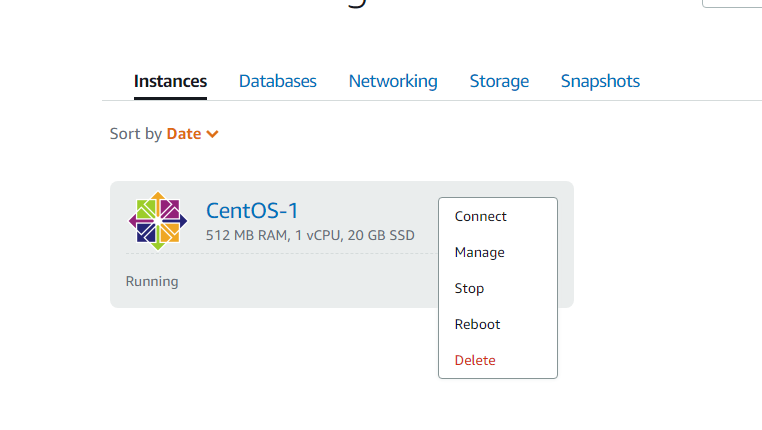 Instances Databases Networking Storage Snapshots
Sort by Date
CentOS-1
512 MB RAM, 1 vCPU, 20 GB SSD
Running
Connect
Manage
Stop
Reboot
Delete